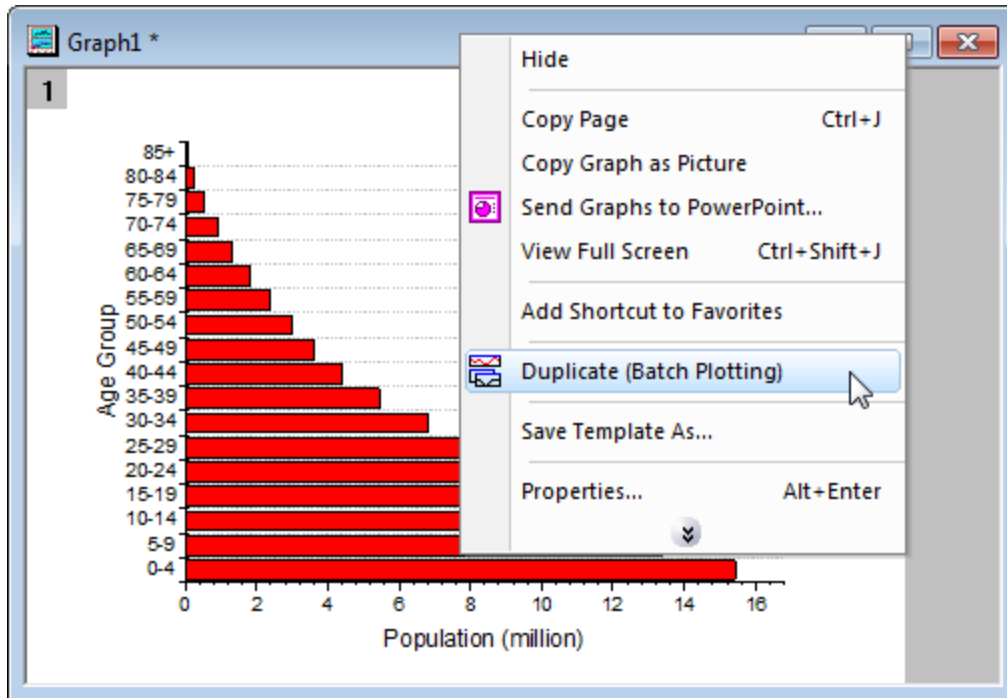 Graph1 *
1
Hide
Copy Page Ctrl+J
Copy Graph as Picture
Send Graphs to PowerPoint...
View Full Screen Ctrl+Shift+J
Add Shortcut to Favorites
Duplicate (Batch Plotting)
Save Template As...
Properties... Alt+Enter
Age Group
85+
80-84
75-79
70-74
65-69
60-64
55-59
50-54
45-49
40-44
35-39
30-34
25-29
20-24
15-19
10-14
5-9
0-4
0 2 4 6 8 10 12 14 16
Population (million)